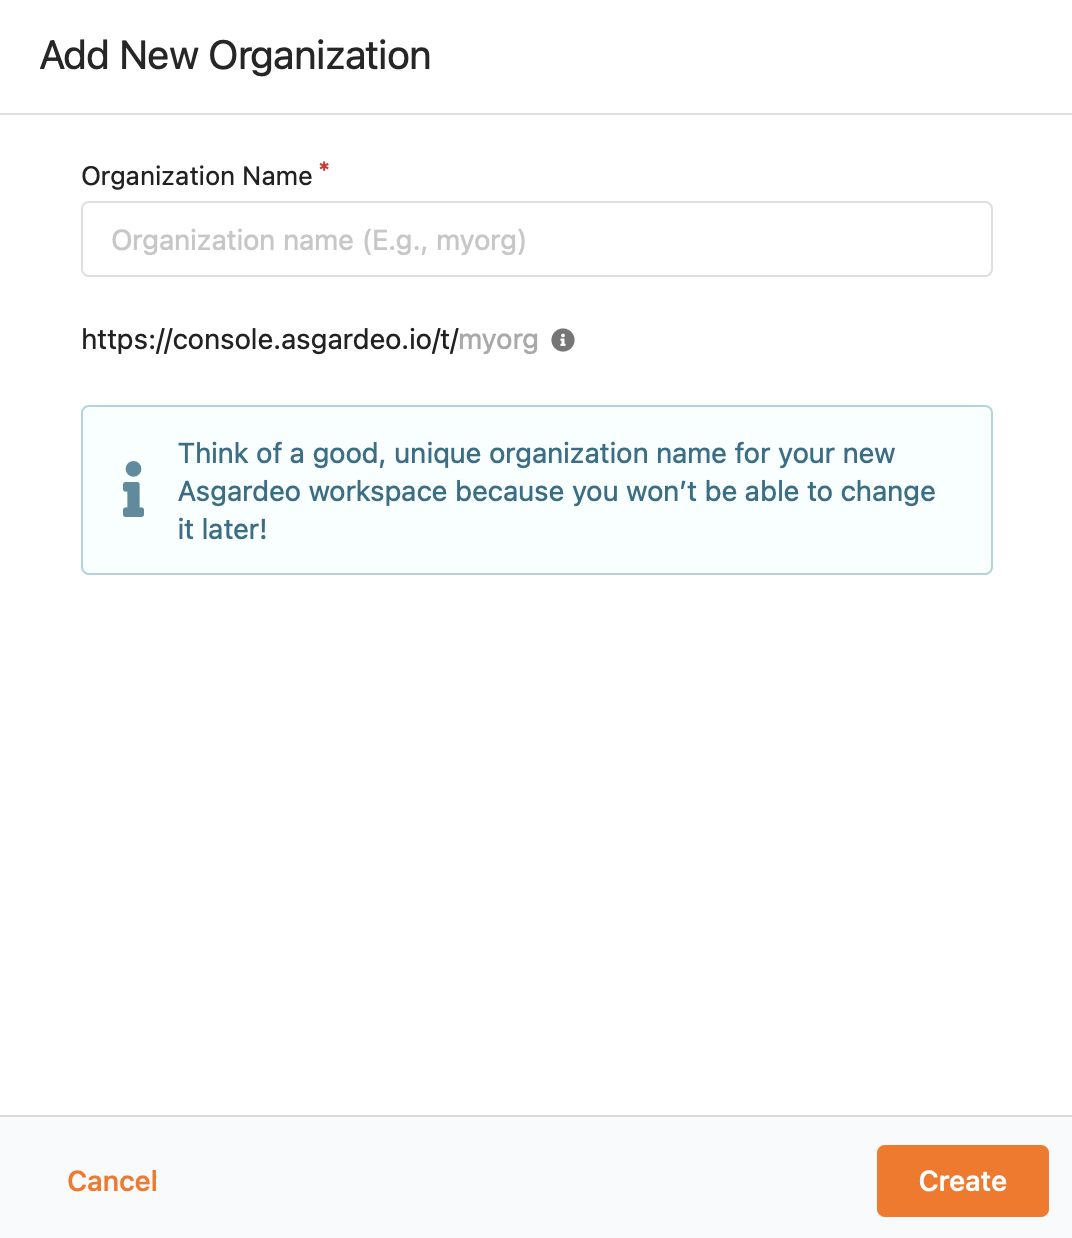 Add New Organization
Organization Name *
Organization name (E.g., myorg)
https://console.asgardeo.io/t/myorg
Think of a good, unique organization name for your new
Asgardeo workspace because you won’t be able to change
it later!
Cancel
Create